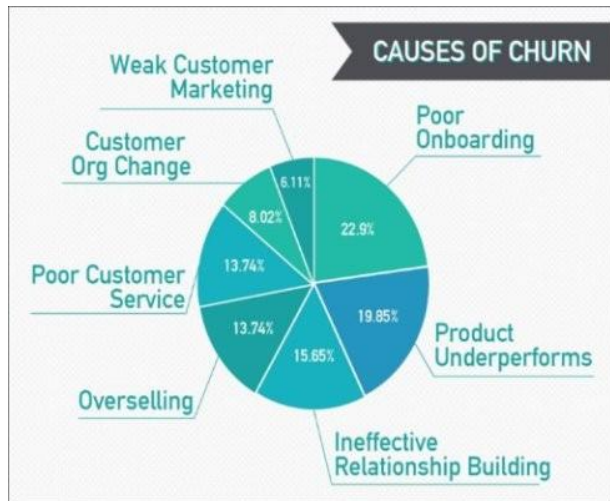 CAUSES OF CHURN
Weak Customer
Marketing
Poor
Onboarding
Customer
Org Change
6.11%
8.02%
22.9%
Poor Customer
Service
13.74%
19.85%
Product
Underperforms
13.74%
15.65%
Overselling
Ineffective
Relationship Building